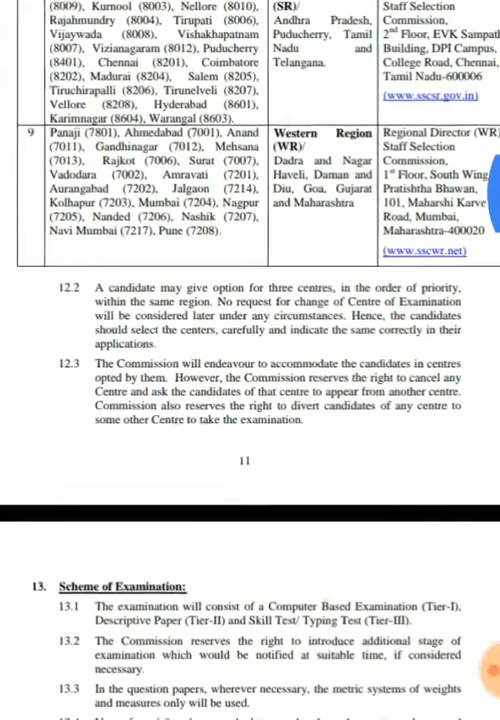 (8009), Kurnool (8003), Nellore (8010),
Rajahmundry (8004), Tirupati (8006),
Vijaywada (8008), Vishakhapatnam
(8007), Vizianagaram (8012), Puducherry
(8401), Chennai (8201), Coimbatore
(8202), Madurai (8204), Salem (8205),
Tiruchirapalli (8206), Tirunelveli (8207),
Vellore (8208), Hyderabad (8601),
Karimnagar (8604), Warangal (8603).
(SR)/
Andhra Pradesh,
Puducherry, Tamil
Nadu and
Telangana.
Staff Selection
Commission,
2nd Floor, EVK Sampath
Building, DPI Campus,
College Road, Chennai,
Tamil Nadu-600006
(www.sscsr.gov.in)
9
Panaji (7801), Ahmedabad (7001), Anand
(7011), Gandhinagar (7012), Mehsana
(7013), Rajkot (7006), Surat (7007),
Vadodara (7002), Amravati (7201),
Aurangabad (7202), Jalgaon (7214),
Kolhapur (7203), Mumbai (7204), Nagpur
(7205), Nanded (7206), Nashik (7207),
Navi Mumbai (7217), Pune (7208).
Western Region
(WR)/
Dadra and Nagar
Haveli, Daman and
Diu, Goa, Gujarat
and Maharashtra
Regional Director (WR)
Staff Selection
Commission,
1st Floor, South Wing,
Pratishtha Bhawan,
101, Maharshi Karve
Road, Mumbai,
Maharashtra-400020
(www.sscwr.net)
12.2 A candidate may give option for three centres, in the order of priority,
within the same region. No request for change of Centre of Examination
will be considered later under any circumstances. Hence, the candidates
should select the centers, carefully and indicate the same correctly in their
applications.
12.3 The Commission will endeavour to accommodate the candidates in centres
opted by them. However, the Commission reserves the right to cancel any
Centre and ask the candidates of that centre to appear from another centre.
Commission also reserves the right to divert candidates of any centre to
some other Centre to take the examination.
11
13. Scheme of Examination:
13.1 The examination will consist of a Computer Based Examination (Tier-I),
Descriptive Paper (Tier-II) and Skill Test/ Typing Test (Tier-III).
13.2 The Commission reserves the right to introduce additional stage of
examination which would be notified at suitable time, if considered
necessary.
13.3 In the question papers, wherever necessary, the metric systems of weights
and measures only will be used.